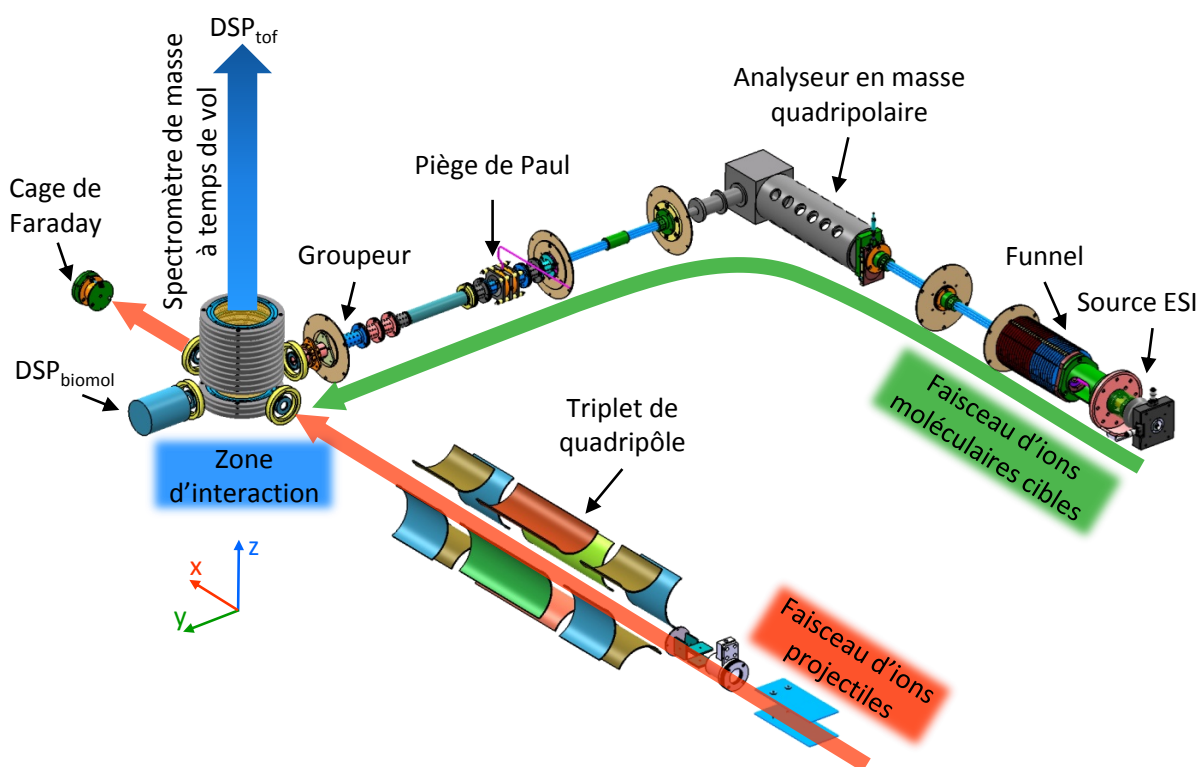 DSPtof
Spectromètre de masse
à temps de vol
Analyseur en masse
quadripolaire
Piège de Paul
Cage de
Faraday
Groupeur
Funnel
Source ESI
DSPbiomol
Faisceau d'ions
moléculaires cibles
Triplet de
quadripôle
Zone
d'interaction
z
x
y
Faisceau d'ions
projectiles